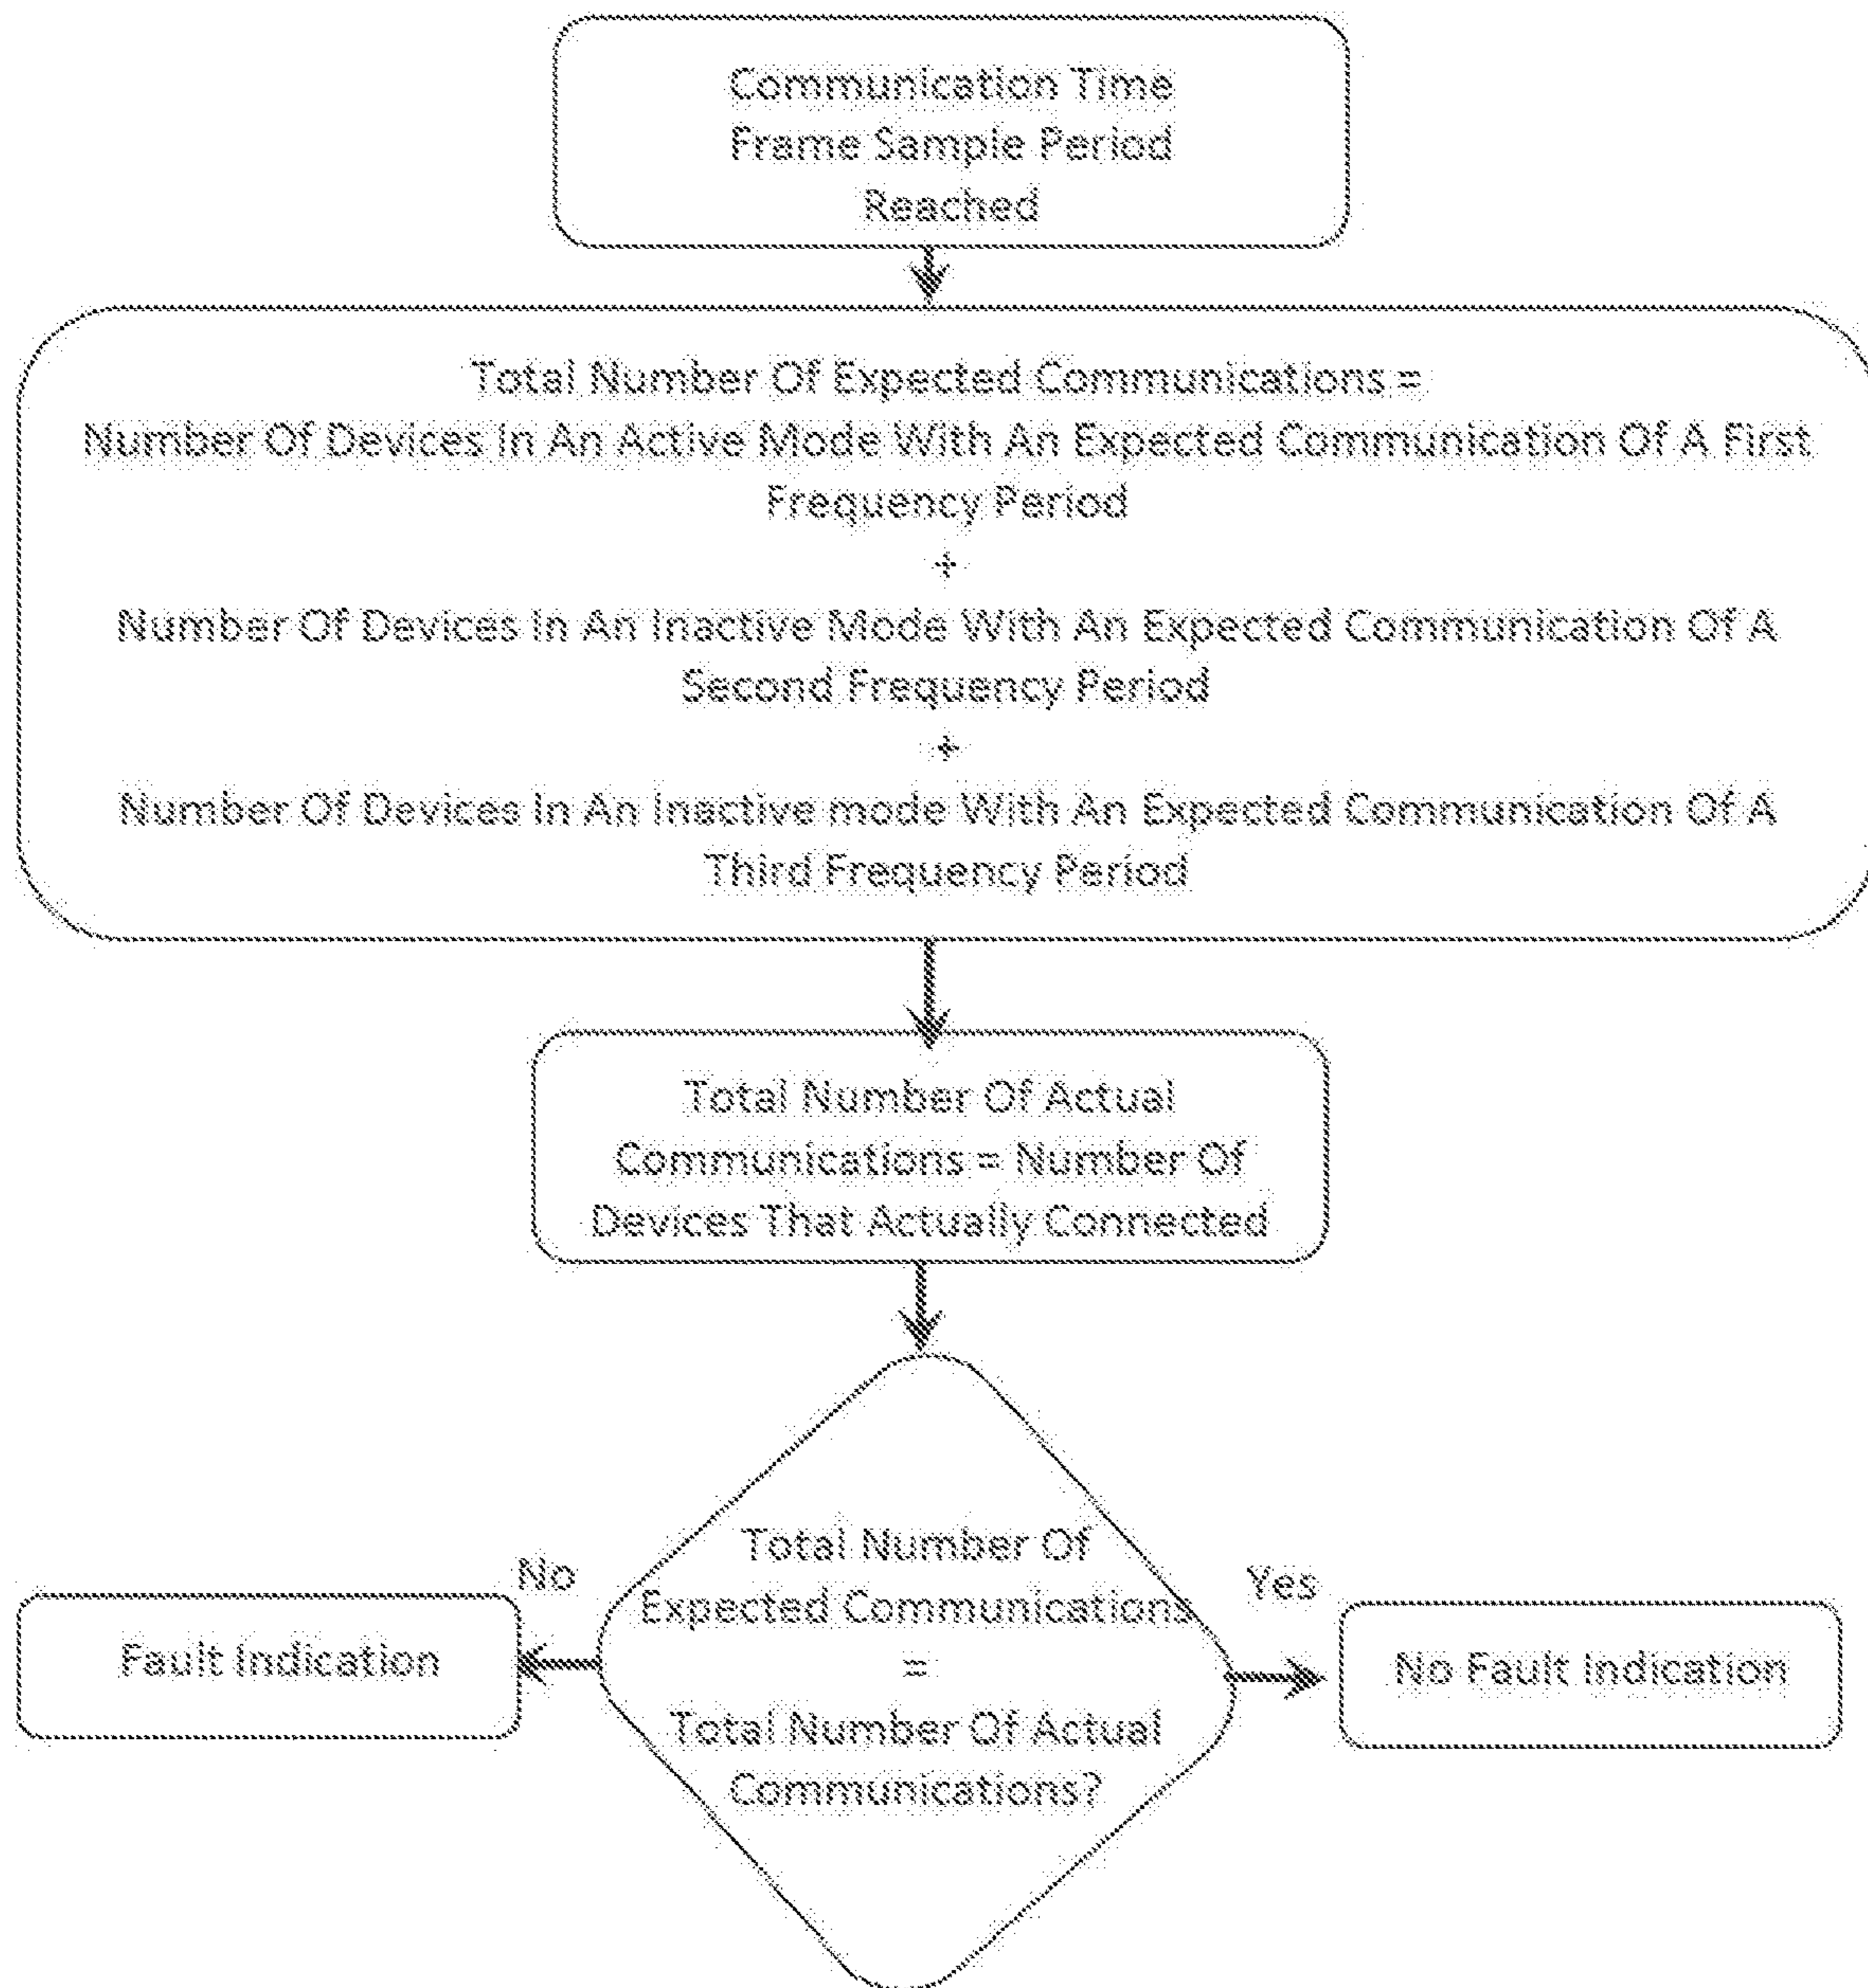 Communication Time
Frame Sample Period
Reached
Total Number Of Expected Communications =
Number Of Devices In An Active Mode With An Expected Communication Of A First
Frequency Period
+
Number Of Devices In An Inactive Mode With An Expected Communication Of A
Second Frequency Period
+
Number Of Devices In An Inactive mode With An Expected Communication Of A
Third Frequency Period
Total Number Of Actual
Communications = Number Of
Devices That Actually Connected
Total Number Of
Expected Communications
=
Total Number Of Actual
Communications?
No
Fault Indication
Yes
No Fault Indication